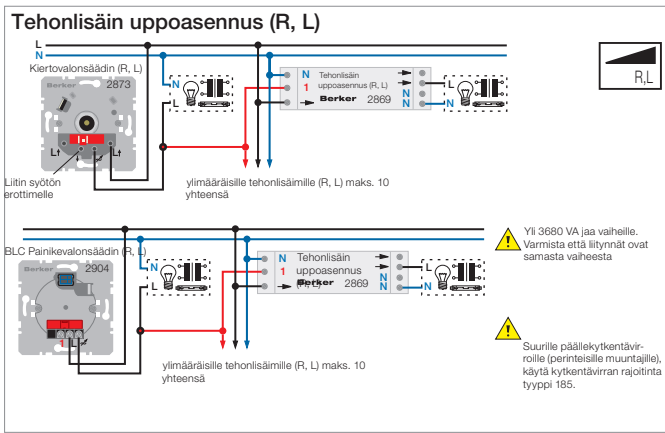 Tehonlisäin uppoasennus (R, L)
L
N
Kiertovalonsäädin (R, L)
Berker 2873
L
Liitin syötön
erottimelle
N
L
N Tehonlisäin
1 uppoasennus (R, L)
Berker 2869
L
N
N N
ylimääräisille tehonlisäimille (R, L) maks. 10
yhteensä
R,L
BLC Painikevalonsäädin (R, L)
Berker 2904
1 L
N
L
N Tehonlisäin
1 uppoasennus
(R, L)
Berker 2869
L
N
N N
ylimääräisille tehonlisäimille (R, L) maks. 10
yhteensä
Yli 3680 VA jaa vaiheille.
Varmista että liitynnät ovat
samasta vaiheesta
Suurille päällekytkentävir-
roille (perinteisille muuntajille),
käytä kytkentävirran rajoitinta
tyyppi 185.